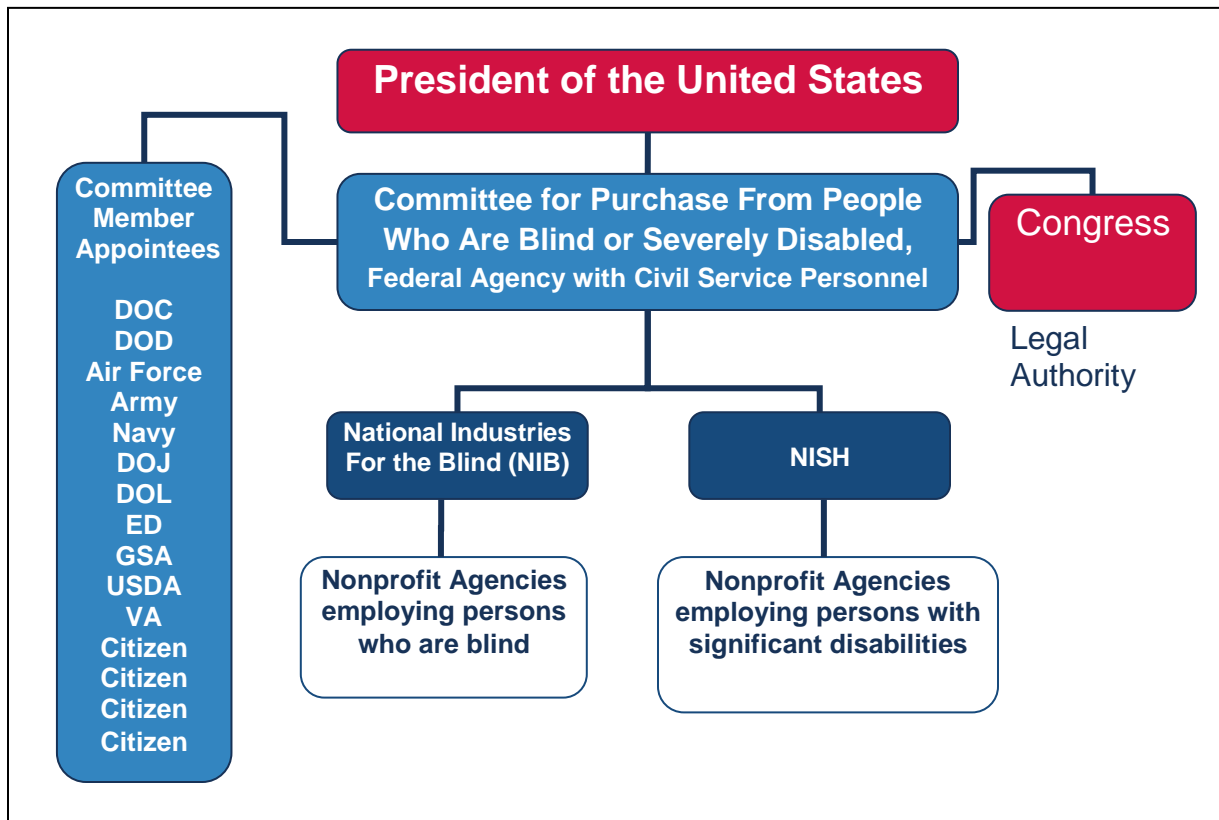 President of the United States
Committee for Purchase From People
Who Are Blind or Severely Disabled,
Federal Agency with Civil Service Personnel
Committee
Member
Appointees
DOC
DOD
Air Force
Army
Navy
DOJ
DOL
ED
GSA
USDA
VA
Citizen
Citizen
Citizen
Citizen
Congress
Legal
Authority
National Industries
For the Blind (NIB)
NISH
Nonprofit Agencies
employing persons
who are blind
Nonprofit Agencies
employing persons with
significant disabilities